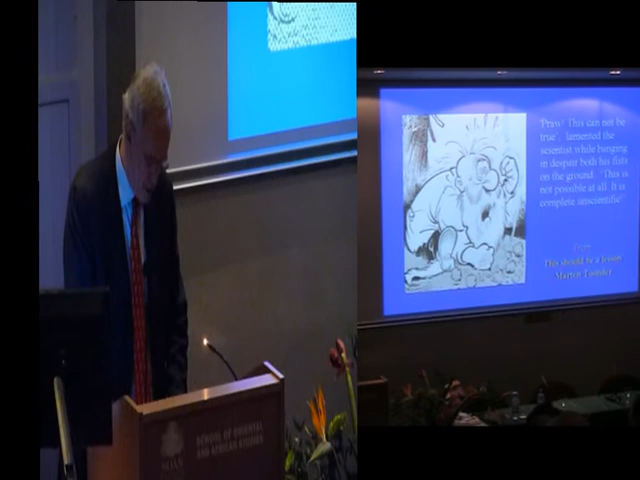 SOAS
SCHOOL OF ORIENTAL
AND AFRICAN STUDIES
'Praw! This can not be
true', lamented the
scientist while banging
in despair both his fists
on the ground. 'This is
not possible at all. It is
complete unscientific!'
From
This should be a lesson
Marten Toonder